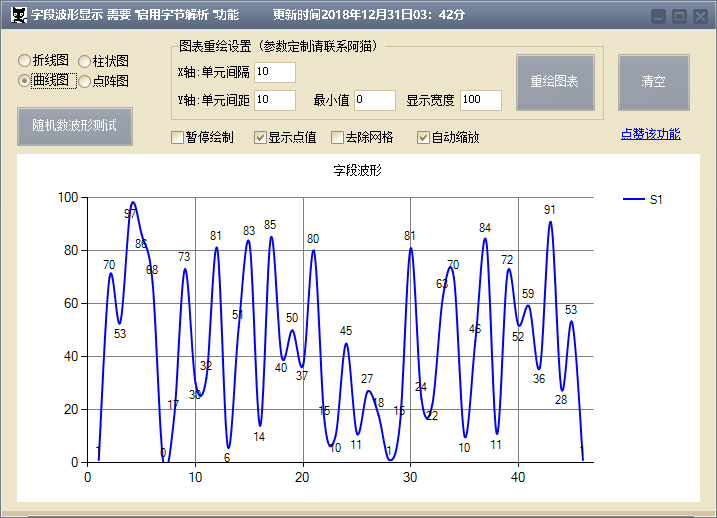 字段波形显示 需要 "启用字节解析 "功能 更新时间2018年12月31日03：42分
折线图 柱状图
曲线图 点阵图
随机数波形测试
图表重绘设置（参数定制请联系阿猫）
X轴:单元间隔 10
Y轴:单元间距 10 最小值 0 显示宽度 100
重绘图表
清空
暂停绘制 显示点值 去除网格 自动缩放
点赞该功能
字段波形
S1
100
80
60
40
20
0
0 10 20 30 40
1 70 53 97 86 68 0 17 73 30 32 81 6 51 83 14 85 40 50 37 80 15 10 45 11 27 18 1 15 81 24 22 63 70 10 46 84 11 72 52 59 36 91 28 53 1